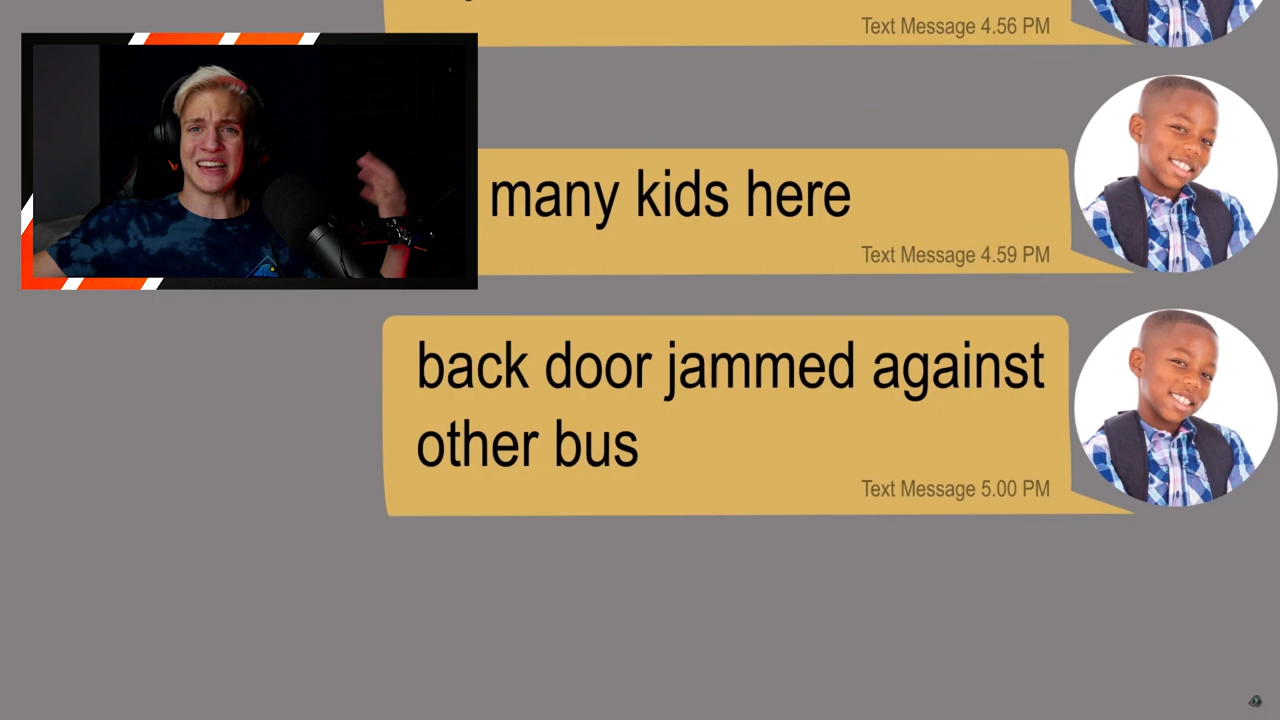 Text Message 4.56 PM
many kids here
Text Message 4.59 PM
back door jammed against
other bus
Text Message 5.00 PM